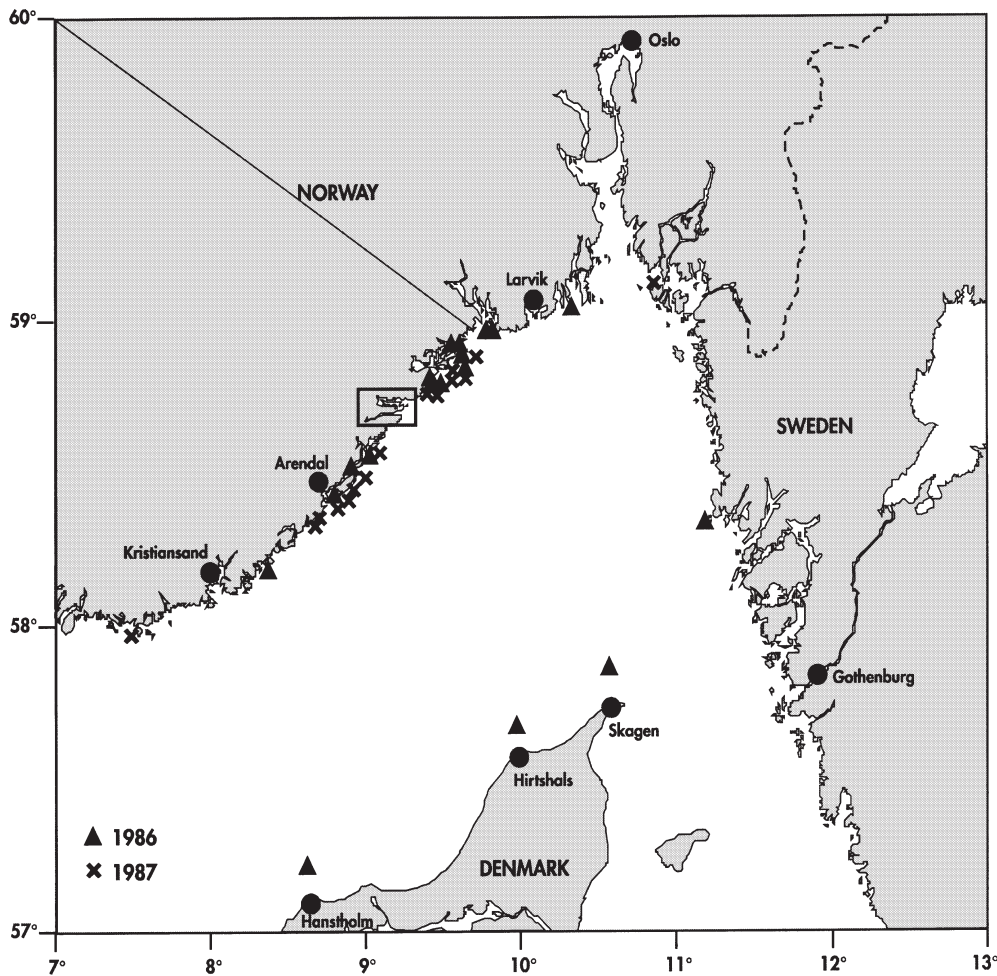 60°
Oslo
NORWAY
Larvik
59°
SWEDEN
Arendal
Kristiansand
58°
Gothenburg
Skagen
Hirtshals
1986
1987
DENMARK
Hanstholm
57°
7° 8° 9° 10° 11° 12° 13°